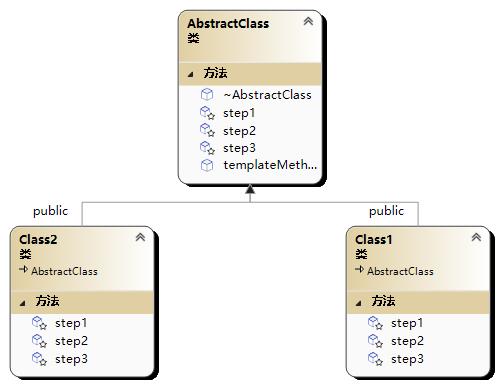 AbstractClass
类
方法
~AbstractClass
step1
step2
step3
templateMeth...
public
public
Class2
类
AbstractClass
方法
step1
step2
step3
Class1
类
AbstractClass
方法
step1
step2
step3